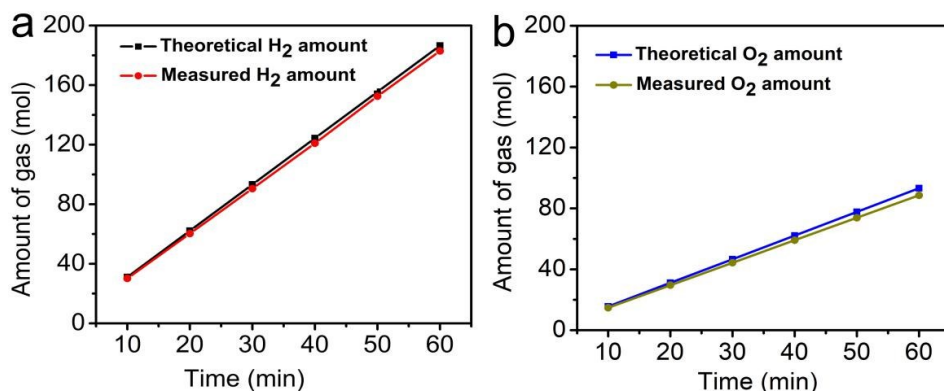 a
Theoretical H2 amount
Measured H2 amount
Amount of gas (mol)
200
160
120
80
40
0
10 20 30 40 50 60
Time (min)
b
Theoretical O2 amount
Measured O2 amount
Amount of gas (mol)
200
160
120
80
40
0
10 20 30 40 50 60
Time (min)